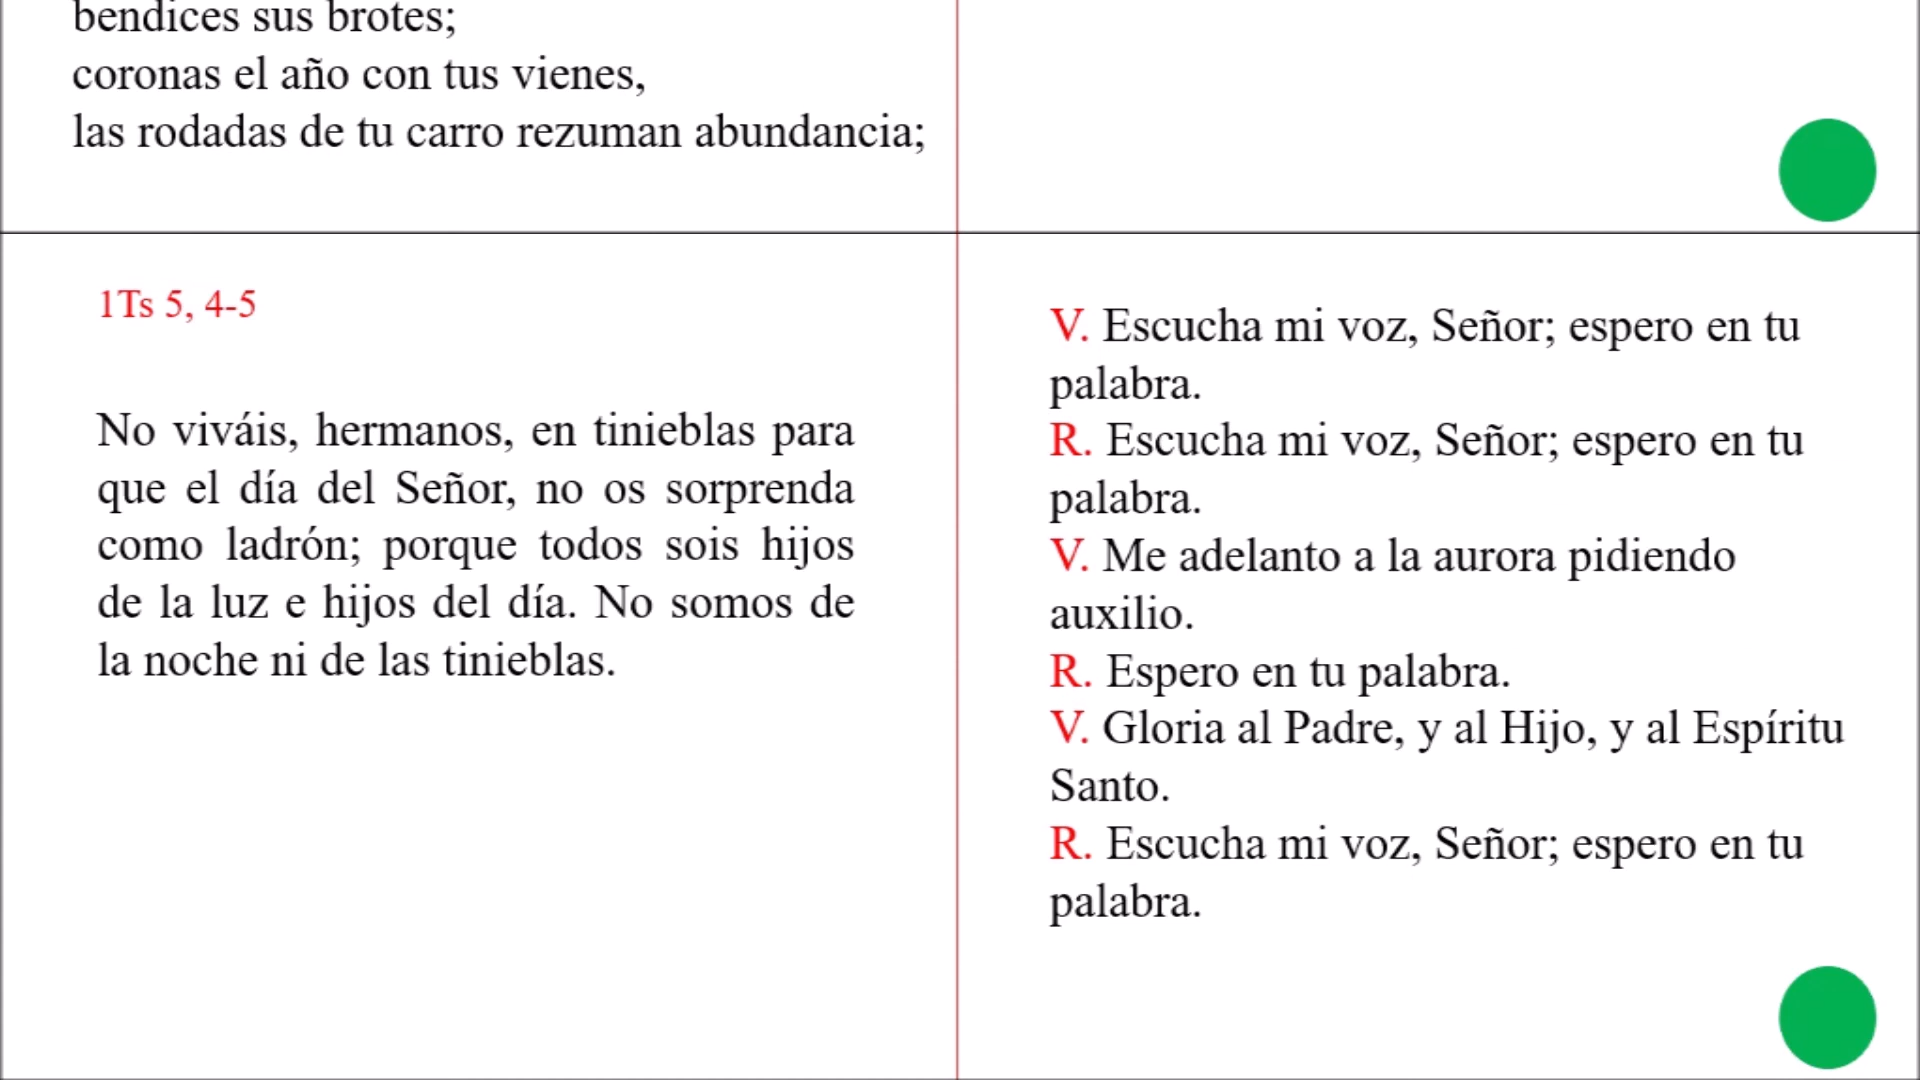 bendices sus brotes;
coronas el año con tus vienes,
las rodadas de tu carro rezuman abundancia;
1Ts 5, 4-5
No viváis, hermanos, en tinieblas para
que el día del Señor, no os sorprenda
como ladrón; porque todos sois hijos
de la luz e hijos del día. No somos de
la noche ni de las tinieblas.
V. Escucha mi voz, Señor; espero en tu
palabra.
R. Escucha mi voz, Señor; espero en tu
palabra.
V. Me adelanto a la aurora pidiendo
auxilio.
R. Espero en tu palabra.
V. Gloria al Padre, y al Hijo, y al Espíritu
Santo.
R. Escucha mi voz, Señor; espero en tu
palabra.